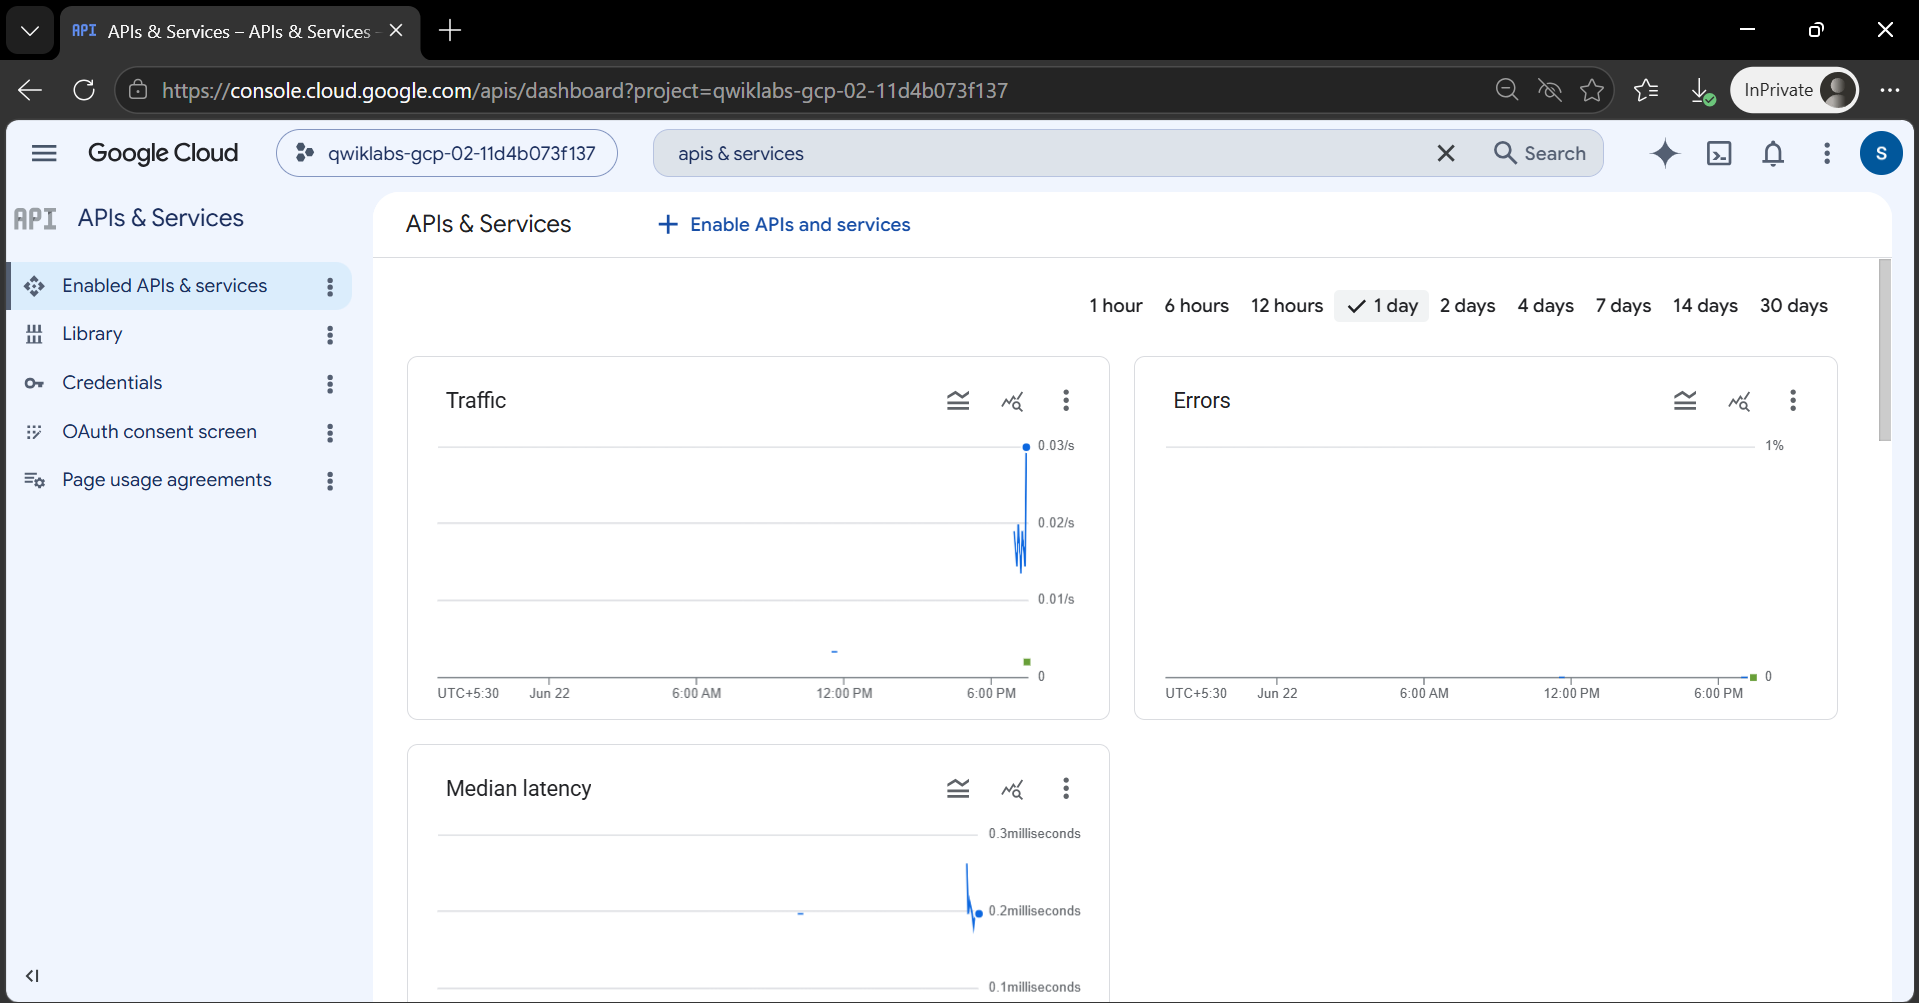 API APIs & Services – APIs & Services
https://console.cloud.google.com/apis/dashboard?project=qwiklabs-gcp-02-11d4b073f137
InPrivate
Google Cloud
qwiklabs-gcp-02-11d4b073f137
apis & services
Search
S
API APIs & Services
Enabled APIs & services
Library
Credentials
OAuth consent screen
Page usage agreements
APIs & Services
Enable APIs and services
1 hour 6 hours 12 hours 1 day 2 days 4 days 7 days 14 days 30 days
Traffic
0.03/s
0.02/s
0.01/s
0
UTC+5:30 Jun 22 6:00 AM 12:00 PM 6:00 PM
Errors
1%
0
UTC+5:30 Jun 22 6:00 AM 12:00 PM 6:00 PM
Median latency
0.3milliseconds
0.2milliseconds
0.1milliseconds